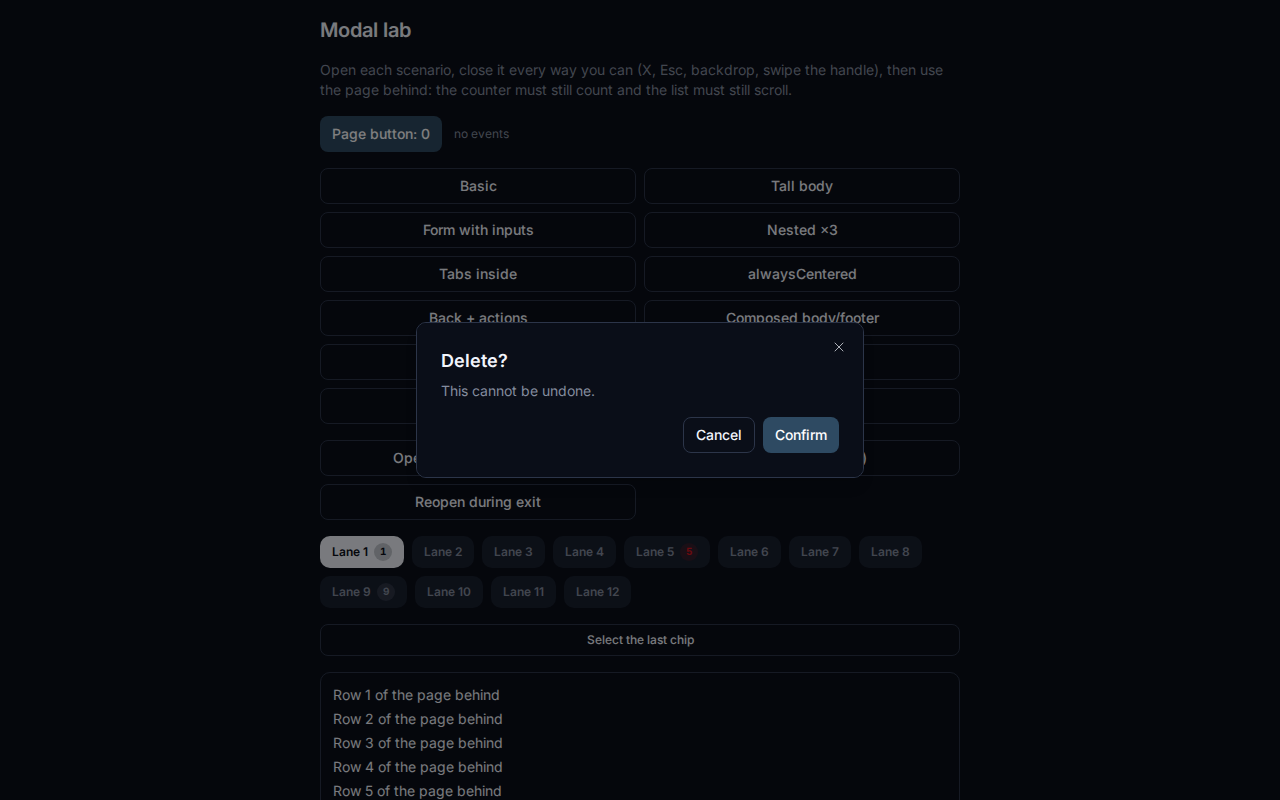 Modal lab
Open each scenario, close it every way you can (X, Esc, backdrop, swipe the handle), then use
the page behind: the counter must still count and the list must still scroll.
Page button: 0 no events
Basic
Tall body
Form with inputs
Nested ×3
Tabs inside
alwaysCentered
Back + actions
Composed body/footer
Delete?
This cannot be undone.
Cancel
Confirm
Reopen during exit
Lane 1 1
Lane 2
Lane 3
Lane 4
Lane 5 5
Lane 6
Lane 7
Lane 8
Lane 9 9
Lane 10
Lane 11
Lane 12
Select the last chip
Row 1 of the page behind
Row 2 of the page behind
Row 3 of the page behind
Row 4 of the page behind
Row 5 of the page behind